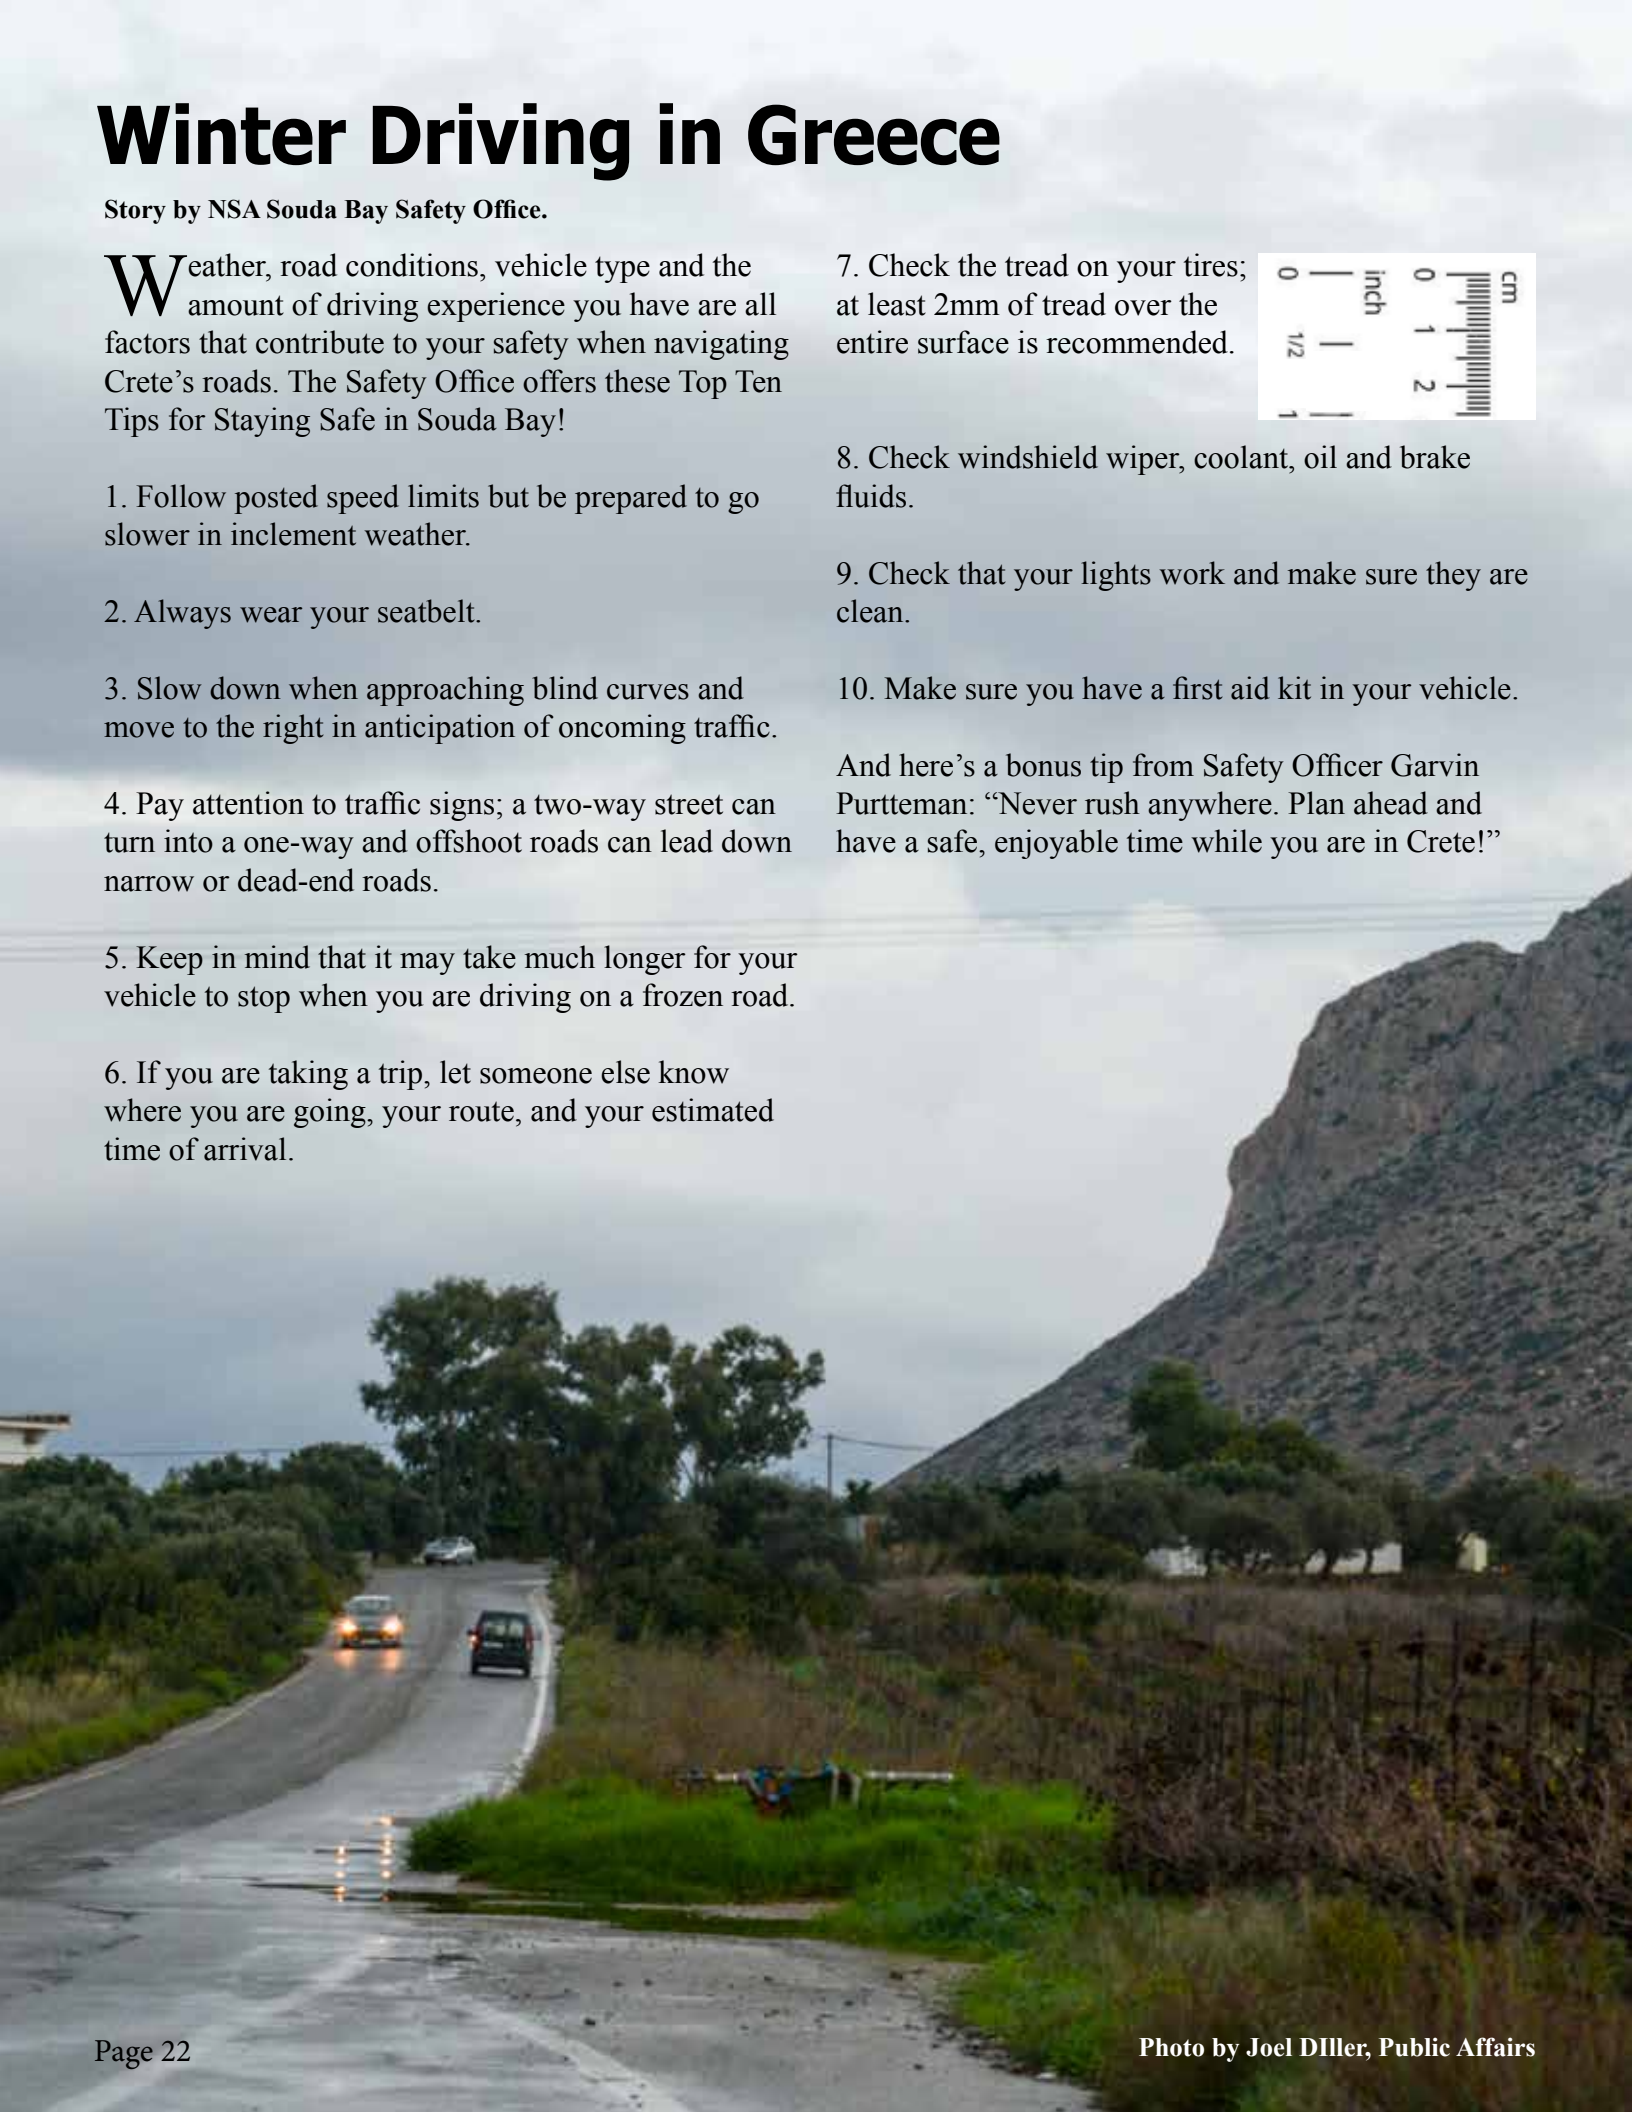 Winter Driving in Greece
Story by NSA Souda Bay Safety Office.
Weather, road conditions, vehicle type and the
amount of driving experience you have are all
factors that contribute to your safety when navigating
Crete’s roads. The Safety Office offers these Top Ten
Tips for Staying Safe in Souda Bay!
1. Follow posted speed limits but be prepared to go
slower in inclement weather.
2. Always wear your seatbelt.
3. Slow down when approaching blind curves and
move to the right in anticipation of oncoming traffic.
4. Pay attention to traffic signs; a two-way street can
turn into a one-way and offshoot roads can lead down
narrow or dead-end roads.
5. Keep in mind that it may take much longer for your
vehicle to stop when you are driving on a frozen road.
6. If you are taking a trip, let someone else know
where you are going, your route, and your estimated
time of arrival.
7. Check the tread on your tires;
at least 2mm of tread over the
entire surface is recommended.
cm
0 1 2
inch
0 1/2 1
8. Check windshield wiper, coolant, oil and brake
fluids.
9. Check that your lights work and make sure they are
clean.
10. Make sure you have a first aid kit in your vehicle.
And here’s a bonus tip from Safety Officer Garvin
Purtteman: “Never rush anywhere. Plan ahead and
have a safe, enjoyable time while you are in Crete!”
Page 22
Photo by Joel DIller, Public Affairs